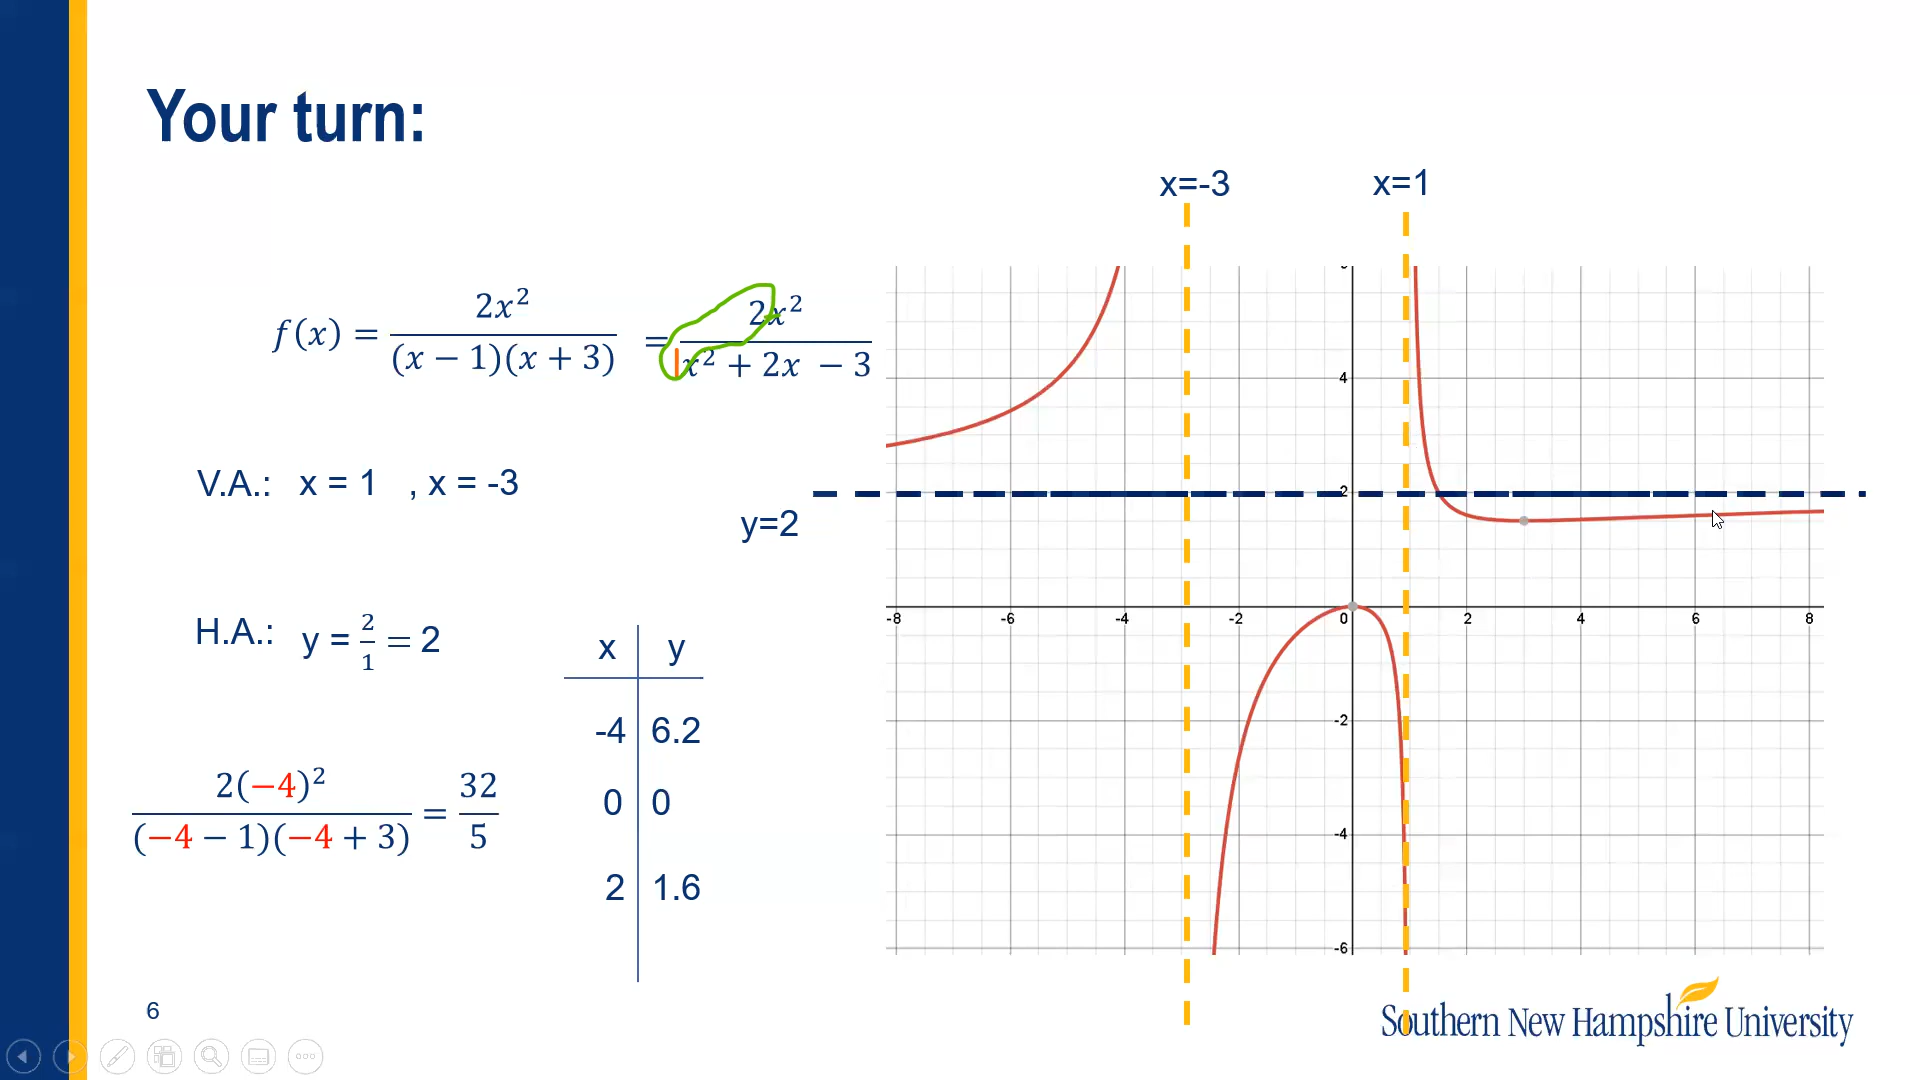 Your turn:
x=-3 x=1
f(x) = 2x² / (x − 1)(x + 3) = 2x² / x² + 2x − 3
V.A.: x = 1 , x = -3
y=2
H.A.: y = 2/1 = 2
x y
-4 6.2
0 0
2 1.6
2(−4)² / (−4 − 1)(−4 + 3) = 32/5
4
2
-8 -6 -4 -2 0 2 4 6 8
-2
-4
-6
6
Southern New Hampshire University